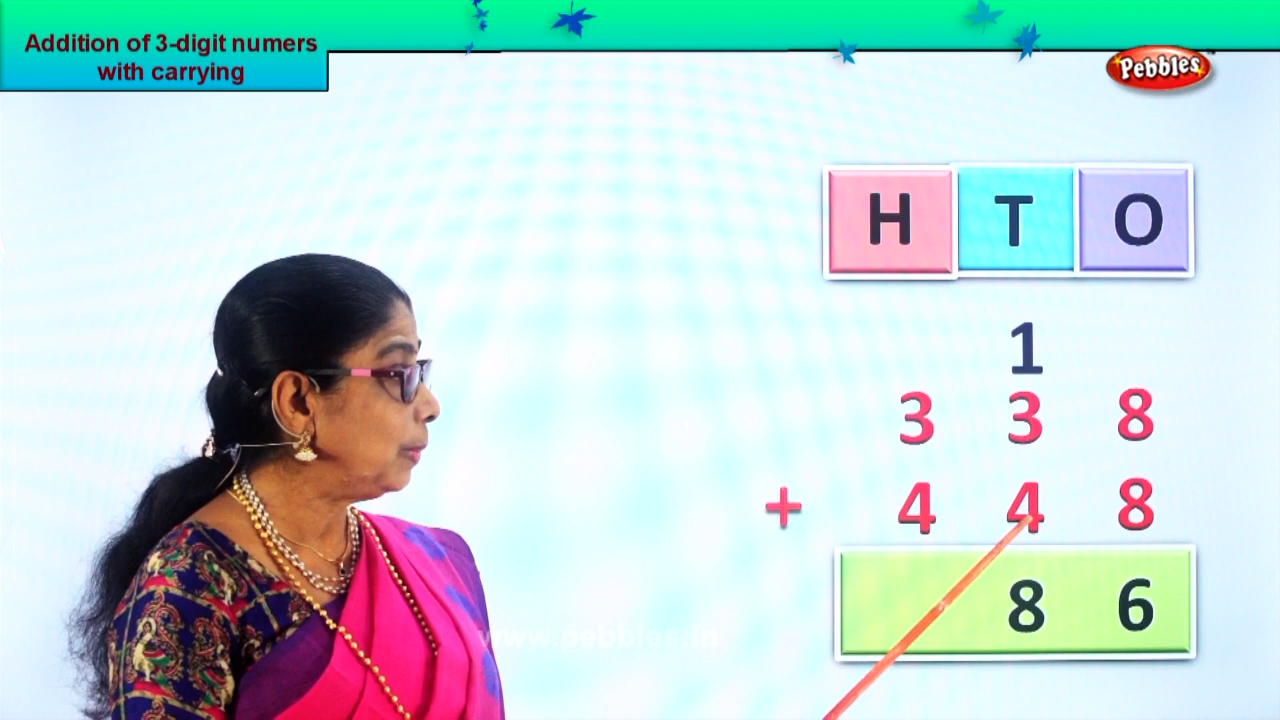 Addition of 3-digit numers
with carrying
Pebbles
H T O
1
3 3 8
+ 4 4 8
8 6
www.pebbles.in